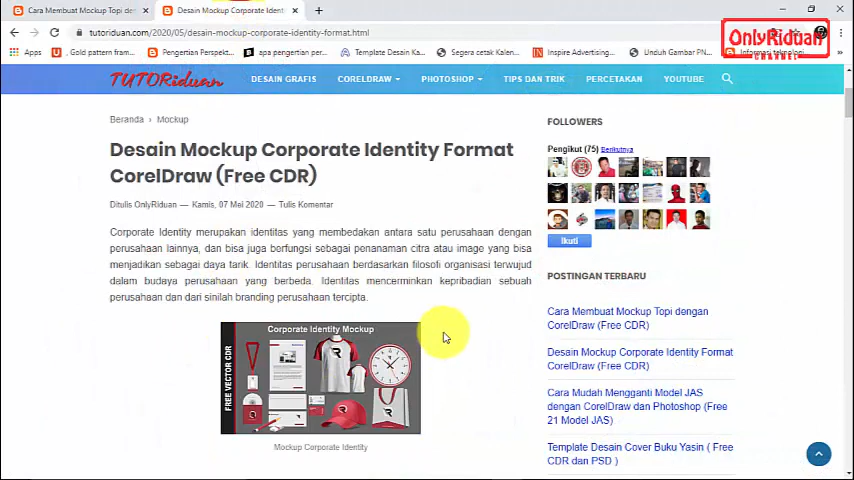 Cara Membuat Mockup Topi den
Desain Mockup Corporate Identi
tutoriduan.com/2020/05/desain-mockup-corporate-identity-format.html
Apps
, Gold pattern fram...
Pengertian Perspekt...
apa pengertian per...
Template Desain Ka...
Segera cetak Kalen...
Inspire Advertising...
Unduh Gambar PN...
Informasi teknologi
OnlyRiduan
CHANNEL
TUTORiduan
DESAIN GRAFIS
CORELDRAW
PHOTOSHOP
TIPS DAN TRIK
PERCETAKAN
YOUTUBE
Beranda › Mockup
Desain Mockup Corporate Identity Format
CorelDraw (Free CDR)
Ditulis OnlyRiduan — Kamis, 07 Mei 2020 — Tulis Komentar
Corporate Identity merupakan identitas yang membedakan antara satu perusahaan dengan
perusahaan lainnya, dan bisa juga berfungsi sebagai penanaman citra atau image yang bisa
menjadikan sebagai daya tarik. Identitas perusahaan berdasarkan filosofi organisasi terwujud
dalam budaya perusahaan yang berbeda. Identitas mencerminkan kepribadian sebuah
perusahaan dan dari sinilah branding perusahaan tercipta.
Corporate Identity Mockup
FREE VECTOR CDR
Mockup Corporate Identity
FOLLOWERS
Pengikut (75) Berikutnya
Ikuti
POSTINGAN TERBARU
Cara Membuat Mockup Topi dengan
CorelDraw (Free CDR)
Desain Mockup Corporate Identity Format
CorelDraw (Free CDR)
Cara Mudah Mengganti Model JAS
dengan CorelDraw dan Photoshop (Free
21 Model JAS)
Template Desain Cover Buku Yasin ( Free
CDR dan PSD )